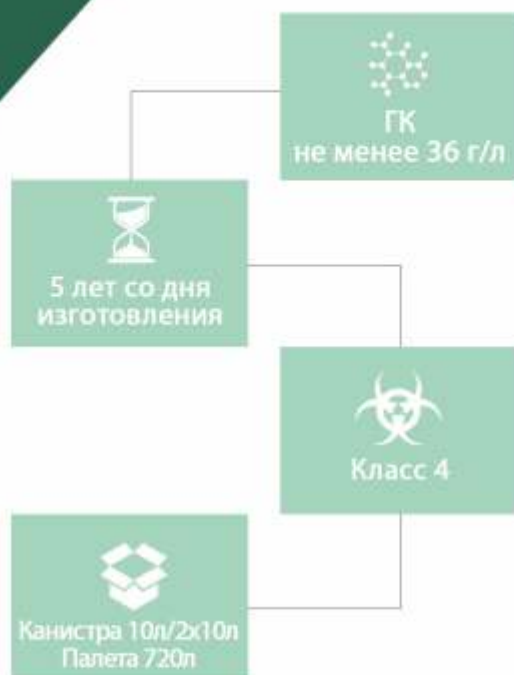 ГК
не менее 36 г/л
5 лет со дня
изготовления
Класс 4
Канистра 10л/2х10л
Палета 720л